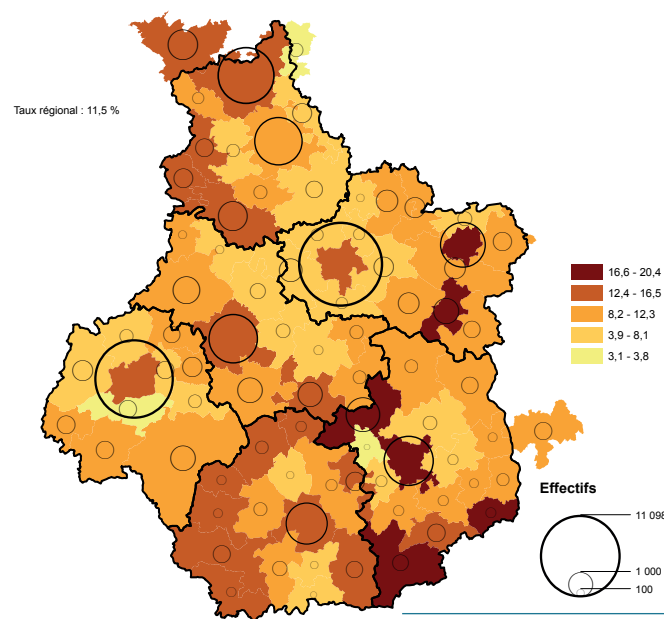 Taux régional : 11,5 %
16,6 - 20,4
12,4 - 16,5
8,2 - 12,3
3,9 - 8,1
3,1 - 3,8
Effectifs
11 098
1 000
100